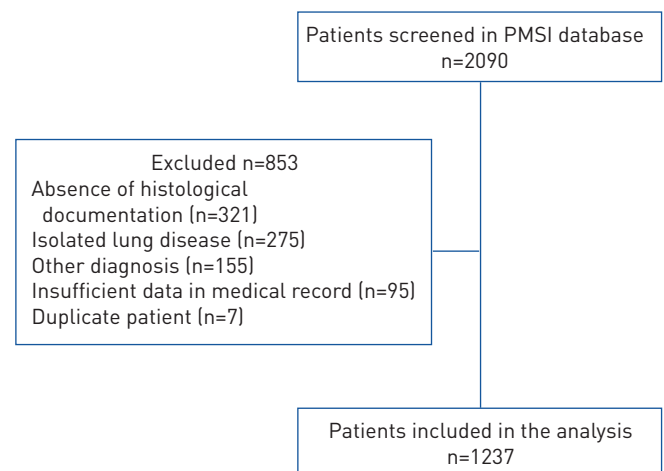 Patients screened in PMSI database
n=2090
Excluded n=853
Absence of histological
documentation (n=321)
Isolated lung disease (n=275)
Other diagnosis (n=155)
Insufficient data in medical record (n=95)
Duplicate patient (n=7)
Patients included in the analysis
n=1237